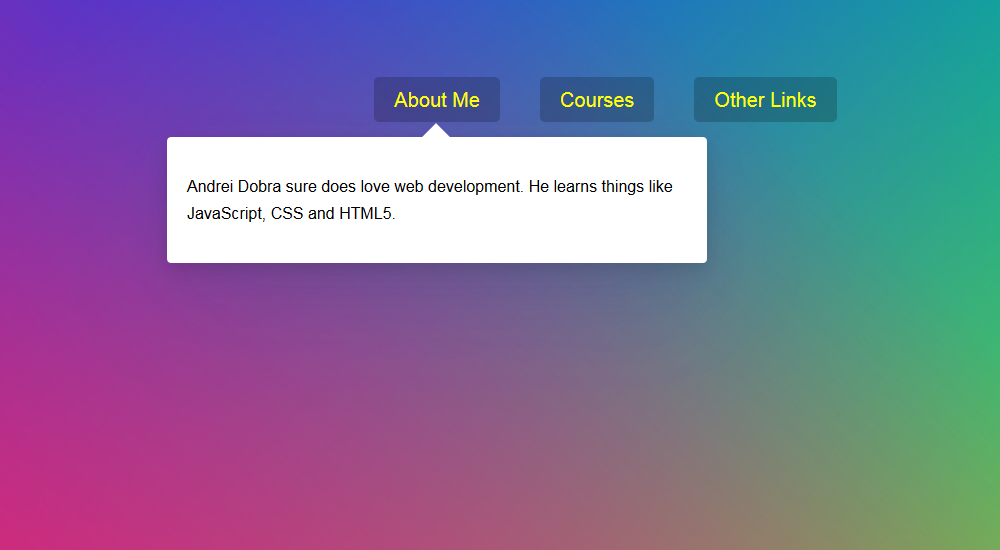 About Me
Courses
Other Links
Andrei Dobra sure does love web development. He learns things like
JavaScript, CSS and HTML5.